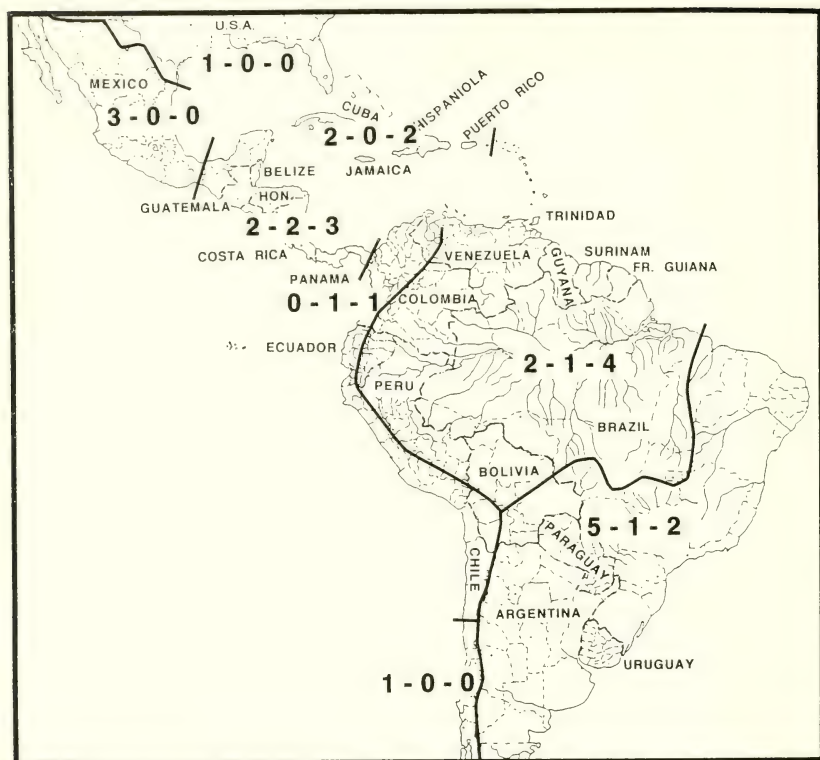 U.S.A.
1 - 0 - 0
MEXICO
3 - 0 - 0
CUBA
HISPANIOLA
PUERTO RICO
2 - 0 - 2
BELIZE
JAMAICA
HON.
GUATEMALA
2 - 2 - 3
TRINIDAD
COSTA RICA
VENEZUELA
GUYANA
SURINAM
FR. GUIANA
PANAMA
0 - 1 - 1
COLOMBIA
ECUADOR
2 - 1 - 4
PERU
BRAZIL
BOLIVIA
5 - 1 - 2
PARAGUAY
CHILE
ARGENTINA
URUGUAY
1 - 0 - 0